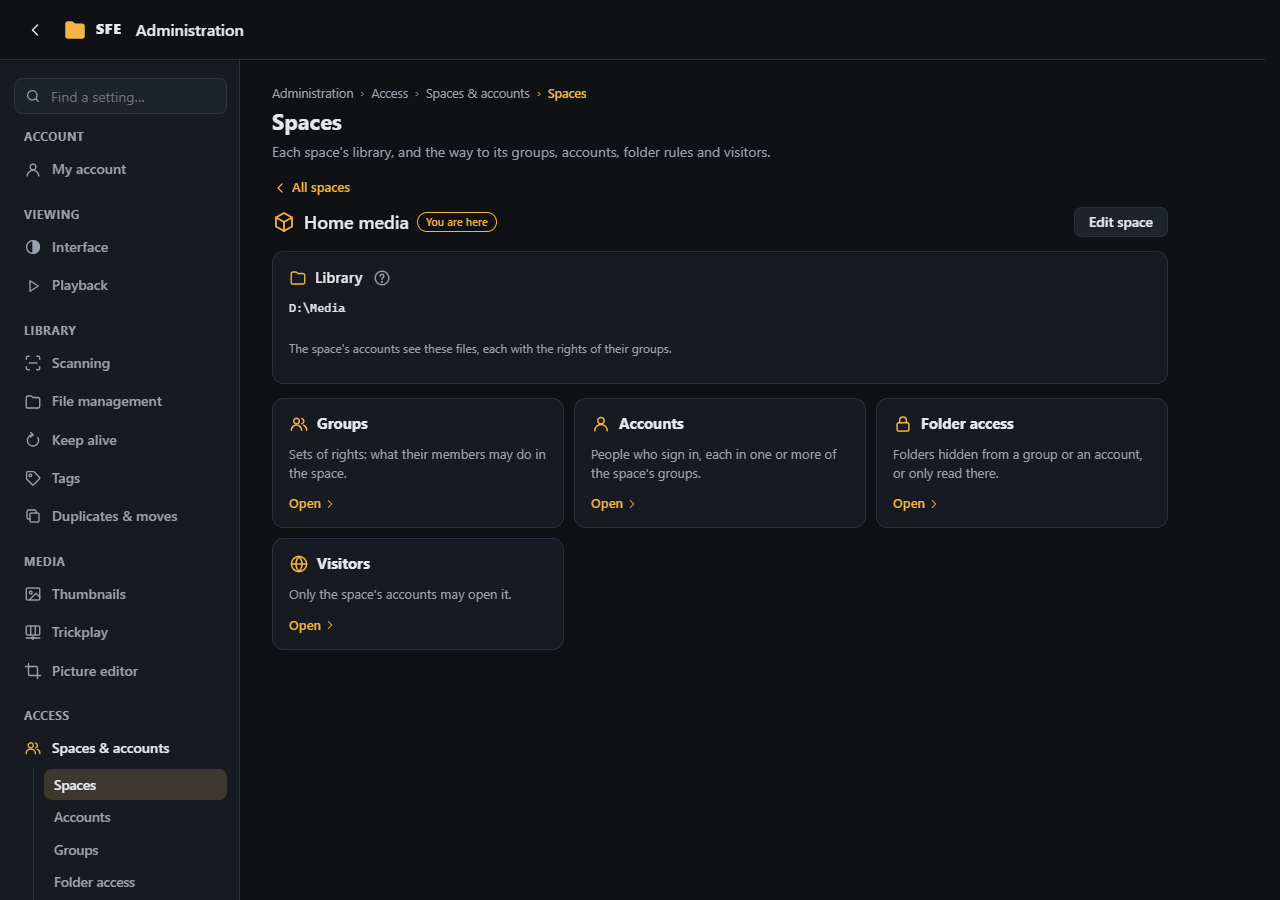 SFE Administration
Find a setting...
ACCOUNT
My account
VIEWING
Interface
Playback
LIBRARY
Scanning
File management
Keep alive
Tags
Duplicates & moves
MEDIA
Thumbnails
Trickplay
Picture editor
ACCESS
Spaces & accounts
Spaces
Accounts
Groups
Folder access
Administration › Access › Spaces & accounts › Spaces
Spaces
Each space's library, and the way to its groups, accounts, folder rules and visitors.
All spaces
Home media You are here
Edit space
Library
D:\Media
The space's accounts see these files, each with the rights of their groups.
Groups
Sets of rights: what their members may do in
the space.
Open
Accounts
People who sign in, each in one or more of
the space's groups.
Open
Folder access
Folders hidden from a group or an account,
or only read there.
Open
Visitors
Only the space's accounts may open it.
Open